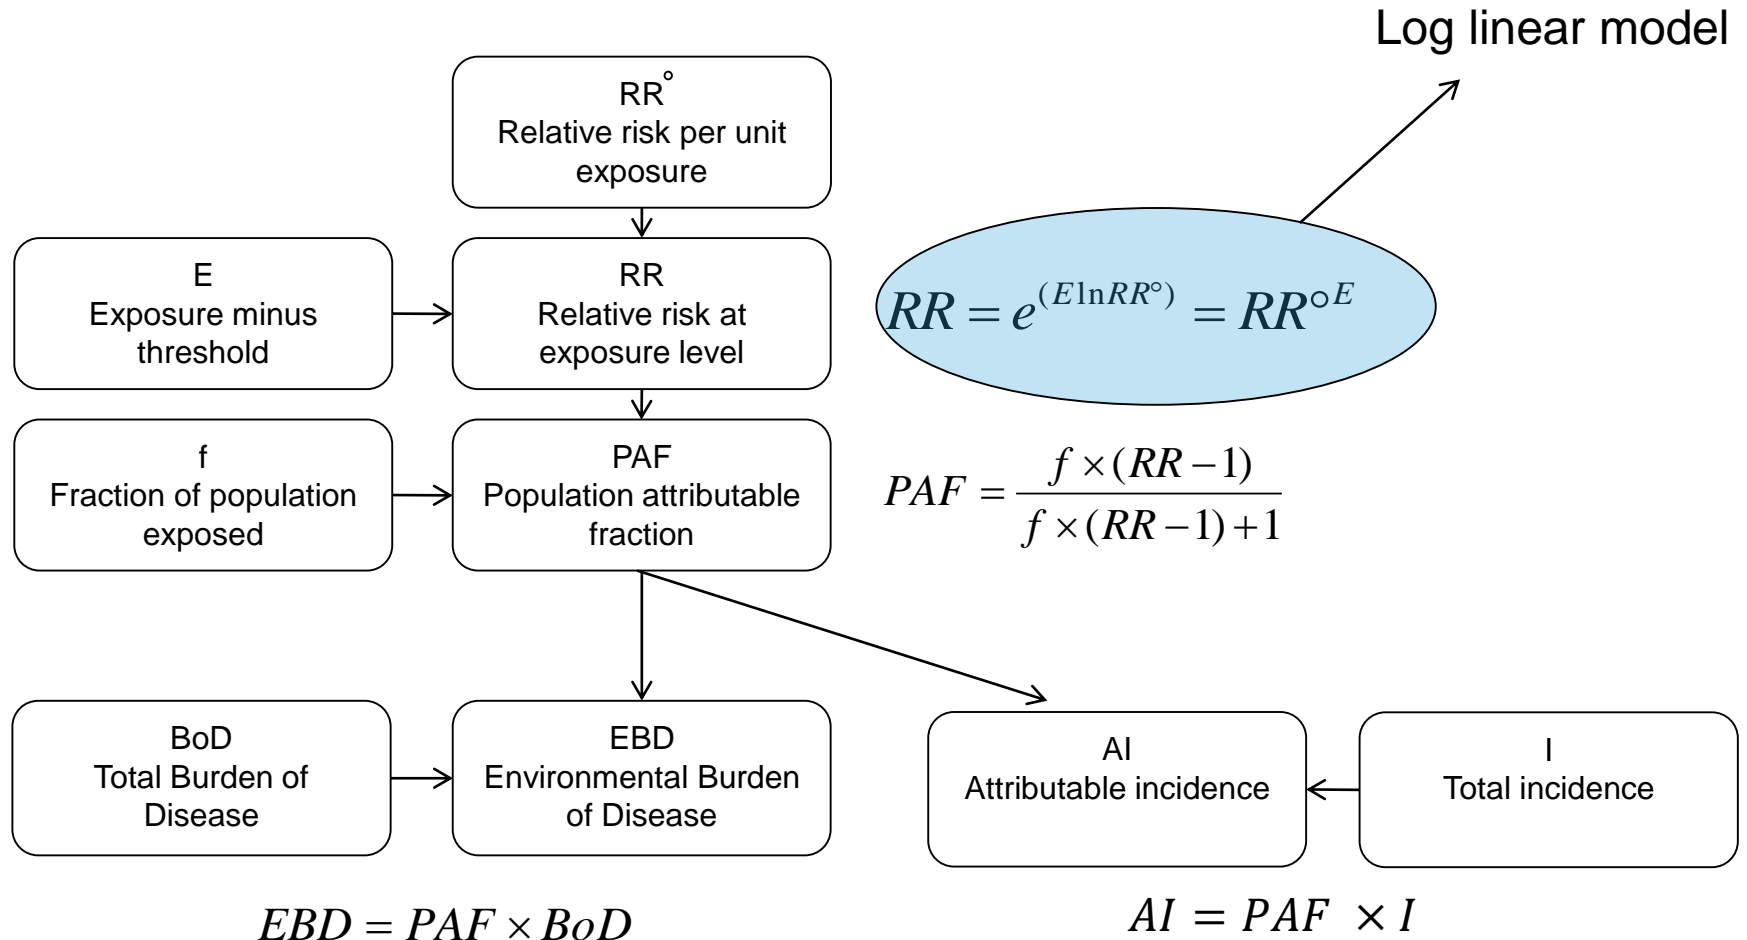 Log linear model
RR°
Relative risk per unit
exposure
E
Exposure minus
threshold
RR
Relative risk at
exposure level
RR = e^(E ln RR°) = RR°^E
f
Fraction of population
exposed
PAF
Population attributable
fraction
PAF = f × (RR − 1) / f × (RR − 1) + 1
BoD
Total Burden of
Disease
EBD
Environmental Burden
of Disease
AI
Attributable incidence
I
Total incidence
EBD = PAF × BoD
AI = PAF × I